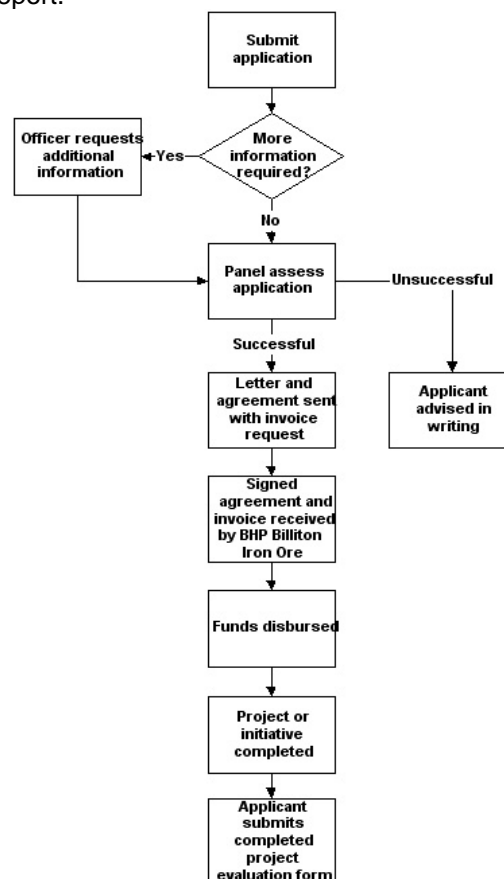 Submit
application
More
information
required?
Yes
Officer requests
additional
information
No
Panel assess
application
Unsuccessful
Applicant
advised in
writing
Successful
Letter and
agreement sent
with invoice
request
Signed
agreement and
invoice received
by BHP Billiton
Iron Ore
Funds disbursed
Project or
initiative
completed
Applicant
submits
completed
project
evaluation form